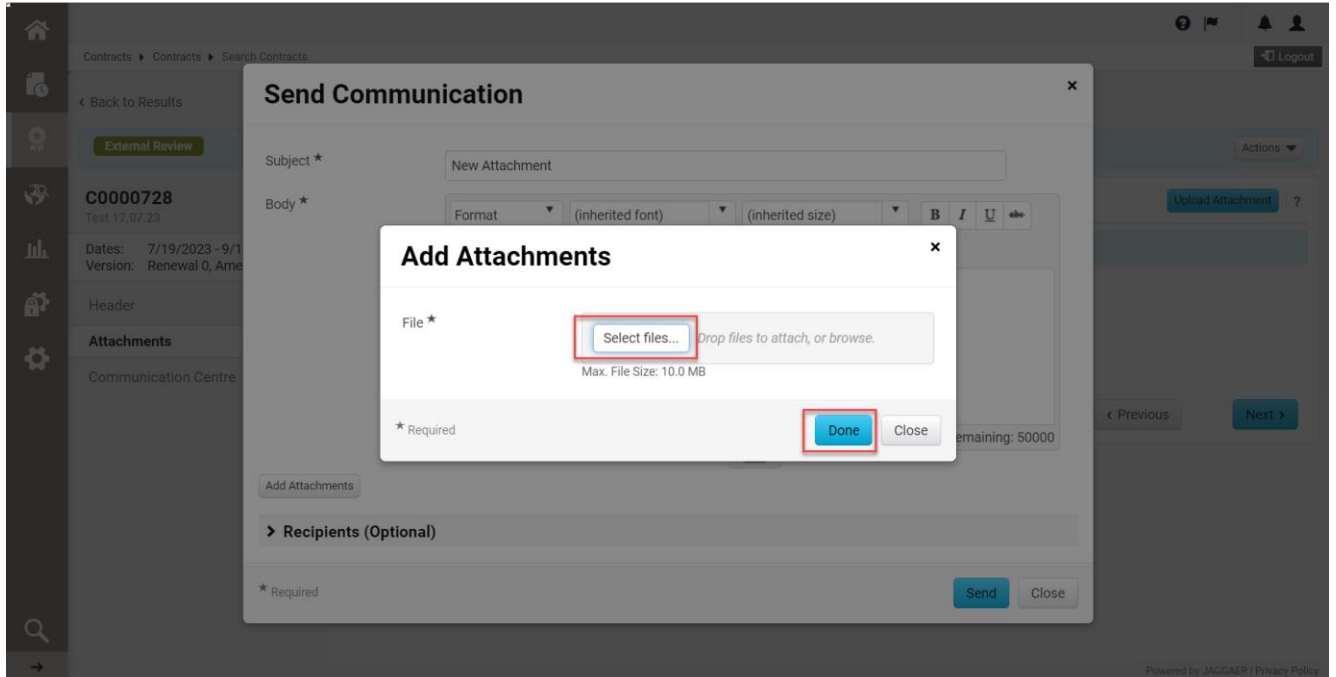 Contracts ▸ Contracts ▸ Search Contracts
Logout
‹ Back to Results
Send Communication
×
External Review
Actions
Subject ★
New Attachment
C0000728
Test 17.07.23
Body ★
Format
(inherited font)
(inherited size)
B I U abc
Upload Attachment ?
Dates: 7/19/2023 - 9/1
Version: Renewal 0, Ame
Add Attachments
×
Header
File ★
Select files...
Drop files to attach, or browse.
Attachments
Max. File Size: 10.0 MB
Communication Centre
‹ Previous
Next ›
★ Required
Done
Close
emaining: 50000
Add Attachments
Recipients (Optional)
★ Required
Send
Close
Powered by JAGGAER | Privacy Policy